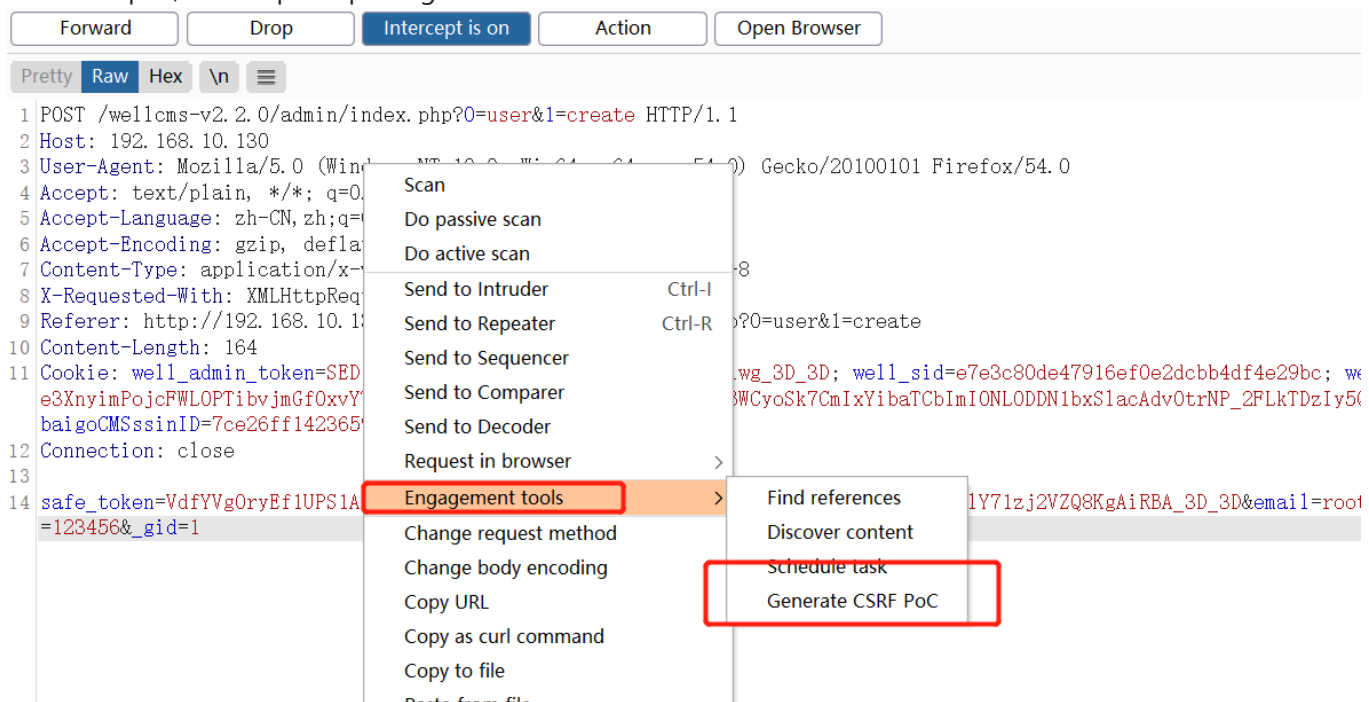 Forward Drop Intercept is on Action Open Browser
Pretty Raw Hex \n
1 POST /wellcms-v2.2.0/admin/index.php?0=user&1=create HTTP/1.1
2 Host: 192.168.10.130
3 User-Agent: Mozilla/5.0 (Win 0) Gecko/20100101 Firefox/54.0
4 Accept: text/plain, */*; q=0.
5 Accept-Language: zh-CN,zh;q=
6 Accept-Encoding: gzip, defla
7 Content-Type: application/x- -8
8 X-Requested-With: XMLHttpReq
9 Referer: http://192.168.10.1 ?0=user&1=create
10 Content-Length: 164
11 Cookie: well_admin_token=SED wg_3D_3D; well_sid=e7e3c80de47916ef0e2dcbb4df4e29bc; we
e3XnyimPojcFWLOPTibvjmGfOxvY WCyoSk7CmIxYibaTCbImIONLODDN1bxSlacAdvOtrNP_2FLkTDzIy5
baigoCMSssinID=7ce26ff142365
12 Connection: close
13
14 safe_token=VdfYVgOryEf1UPS1A 1Y71zj2VZQ8KgAiRBA_3D_3D&email=root
=123456&_gid=1
Scan
Do passive scan
Do active scan
Send to Intruder Ctrl-I
Send to Repeater Ctrl-R
Send to Sequencer
Send to Comparer
Send to Decoder
Request in browser >
Engagement tools >
Change request method
Change body encoding
Copy URL
Copy as curl command
Copy to file
Find references
Discover content
Schedule task
Generate CSRF PoC